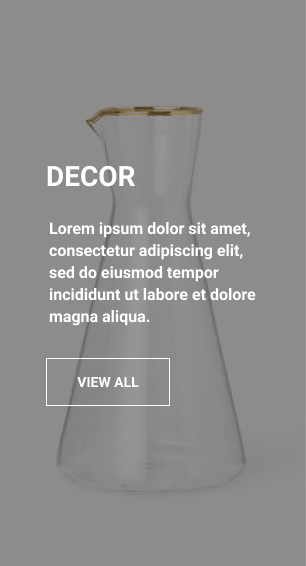 DECOR
Lorem ipsum dolor sit amet,
consectetur adipiscing elit,
sed do eiusmod tempor
incididunt ut labore et dolore
magna aliqua.
VIEW ALL